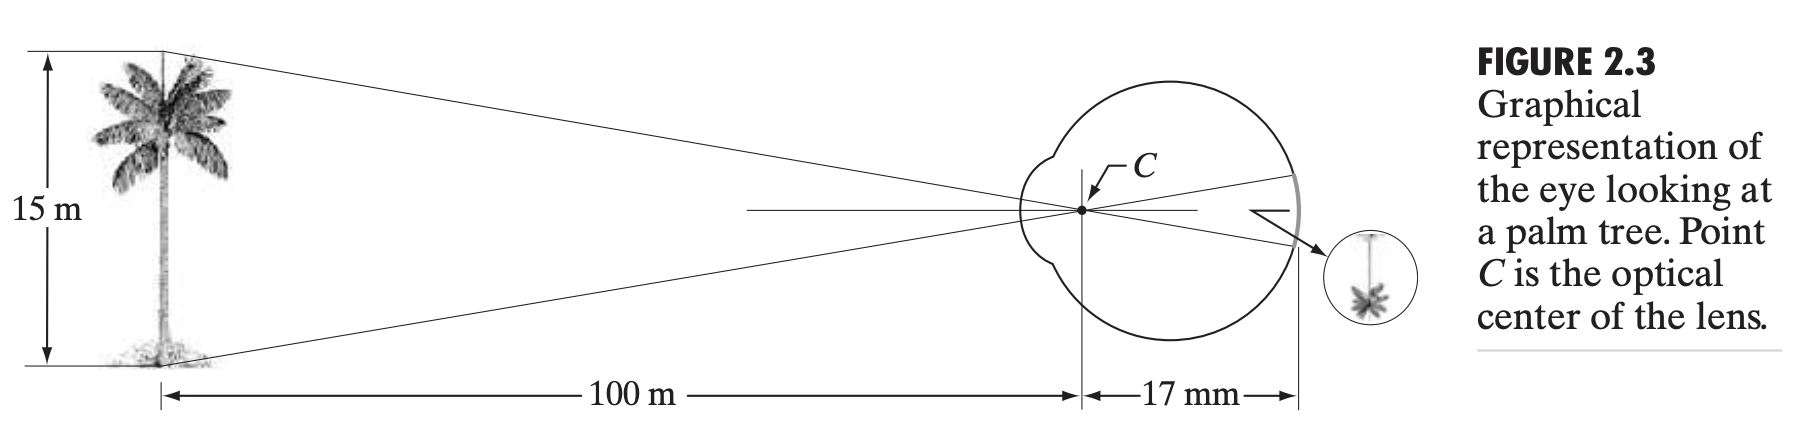 15 m
C
100 m
17 mm
FIGURE 2.3
Graphical
representation of
the eye looking at
a palm tree. Point
C is the optical
center of the lens.